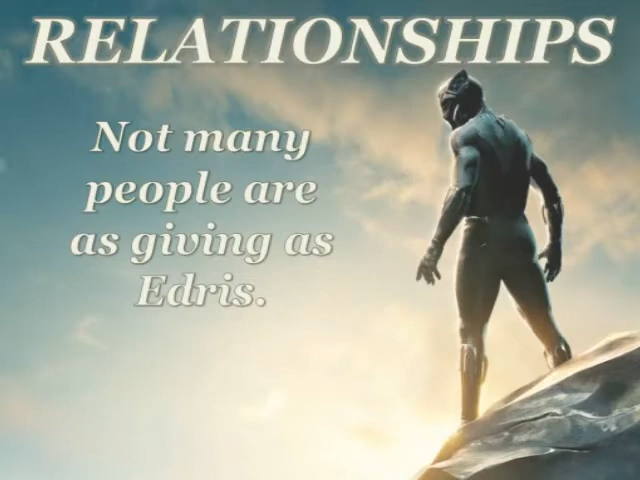 RELATIONSHIPS
Not many
people are
as giving as
Edris.